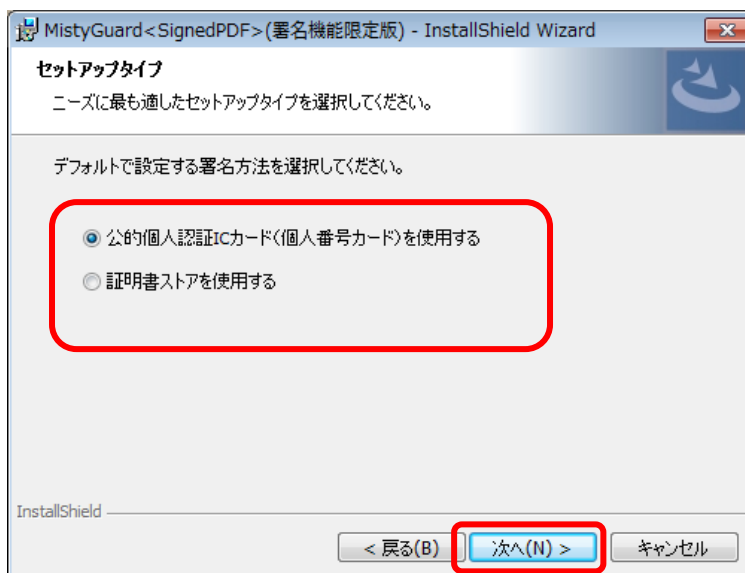 MistyGuard<SignedPDF>(署名機能限定版) - InstallShield Wizard
セットアップタイプ
ニーズに最も適したセットアップタイプを選択してください。
デフォルトで設定する署名方法を選択してください。
公的個人認証ICカード(個人番号カード)を使用する
証明書ストアを使用する
InstallShield
< 戻る(B)
次へ(N) >
キャンセル